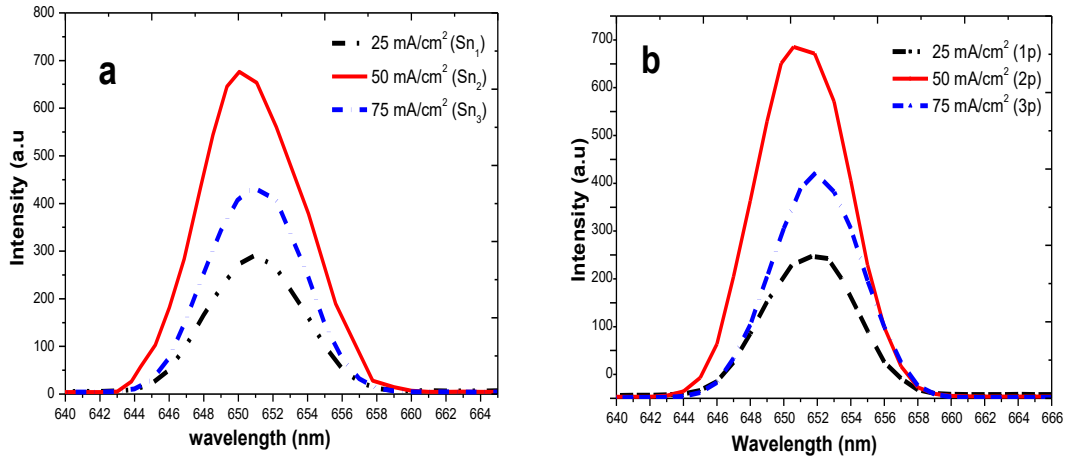 800
700
600
500
400
300
200
100
0
Intensity (a.u
a
25 mA/cm² (Sn₁)
50 mA/cm² (Sn₂)
75 mA/cm² (Sn₃)
640 642 644 646 648 650 652 654 656 658 660 662 664
wavelength (nm)
700
600
500
400
300
200
100
0
Intensity (a.u)
b
25 mA/cm² (1p)
50 mA/cm² (2p)
75 mA/cm² (3p)
640 642 644 646 648 650 652 654 656 658 660 662 664 666
Wavelength (nm)